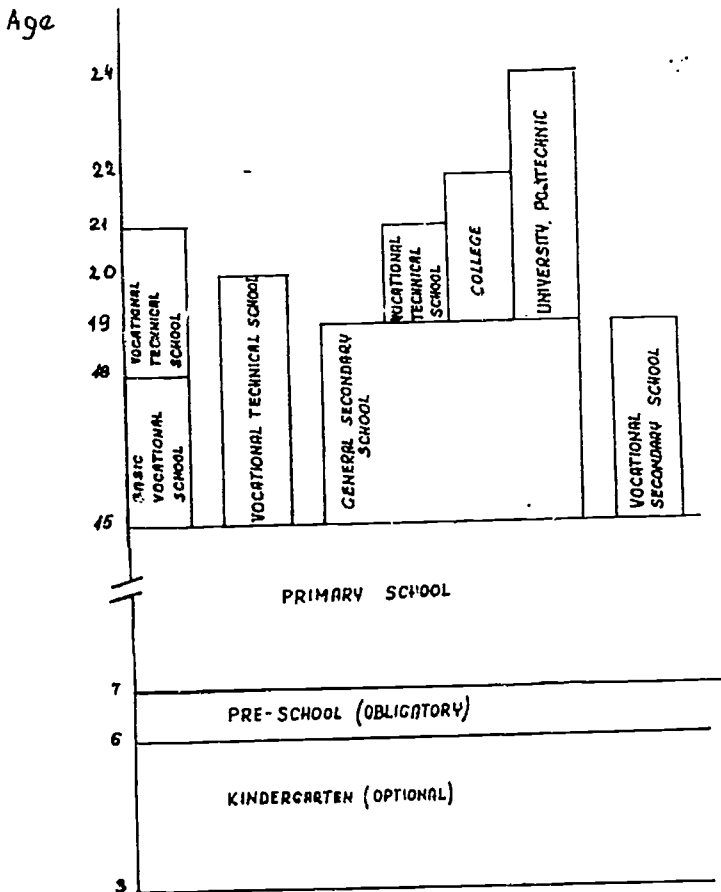 Age
24
22
21
20
19
18
15
7
6
3
VOCATIONAL
TECHNICAL
SCHOOL
BASIC
VOCATIONAL
SCHOOL
VOCATIONAL TECHNICAL SCHOOL
GENERAL SECONDARY
SCHOOL
VOCATIONAL
TECHNICAL
SCHOOL
COLLEGE
UNIVERSITY, POLYTECHNIC
VOCATIONAL
SECONDARY SCHOOL
PRIMARY SCHOOL
PRE-SCHOOL (OBLIGATORY)
KINDERGARTEN (OPTIONAL)